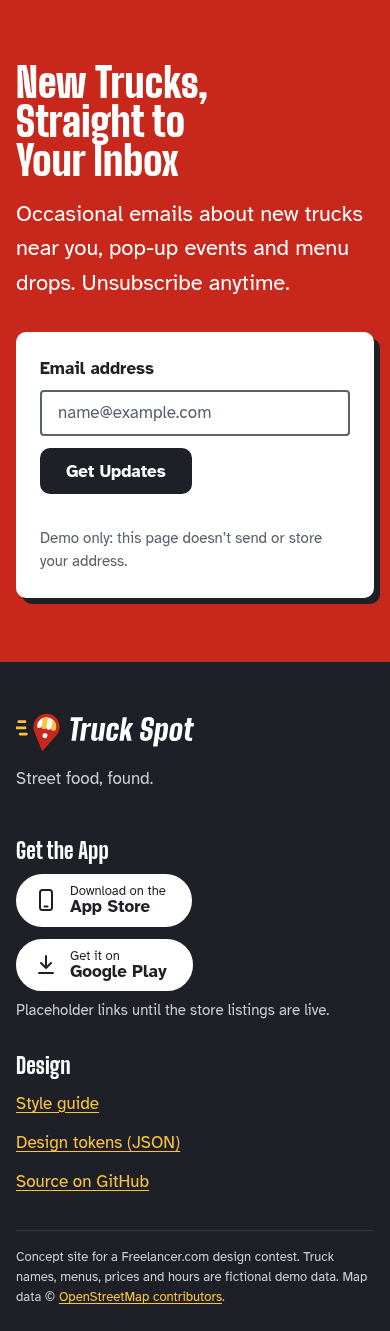 New Trucks,
Straight to
Your Inbox
Occasional emails about new trucks
near you, pop-up events and menu
drops. Unsubscribe anytime.
Email address
name@example.com
Get Updates
Demo only: this page doesn’t send or store
your address.
Truck Spot
Street food, found.
Get the App
Download on the
App Store
Get it on
Google Play
Placeholder links until the store listings are live.
Design
Style guide
Design tokens (JSON)
Source on GitHub
Concept site for a Freelancer.com design contest. Truck
names, menus, prices and hours are fictional demo data. Map
data © OpenStreetMap contributors.